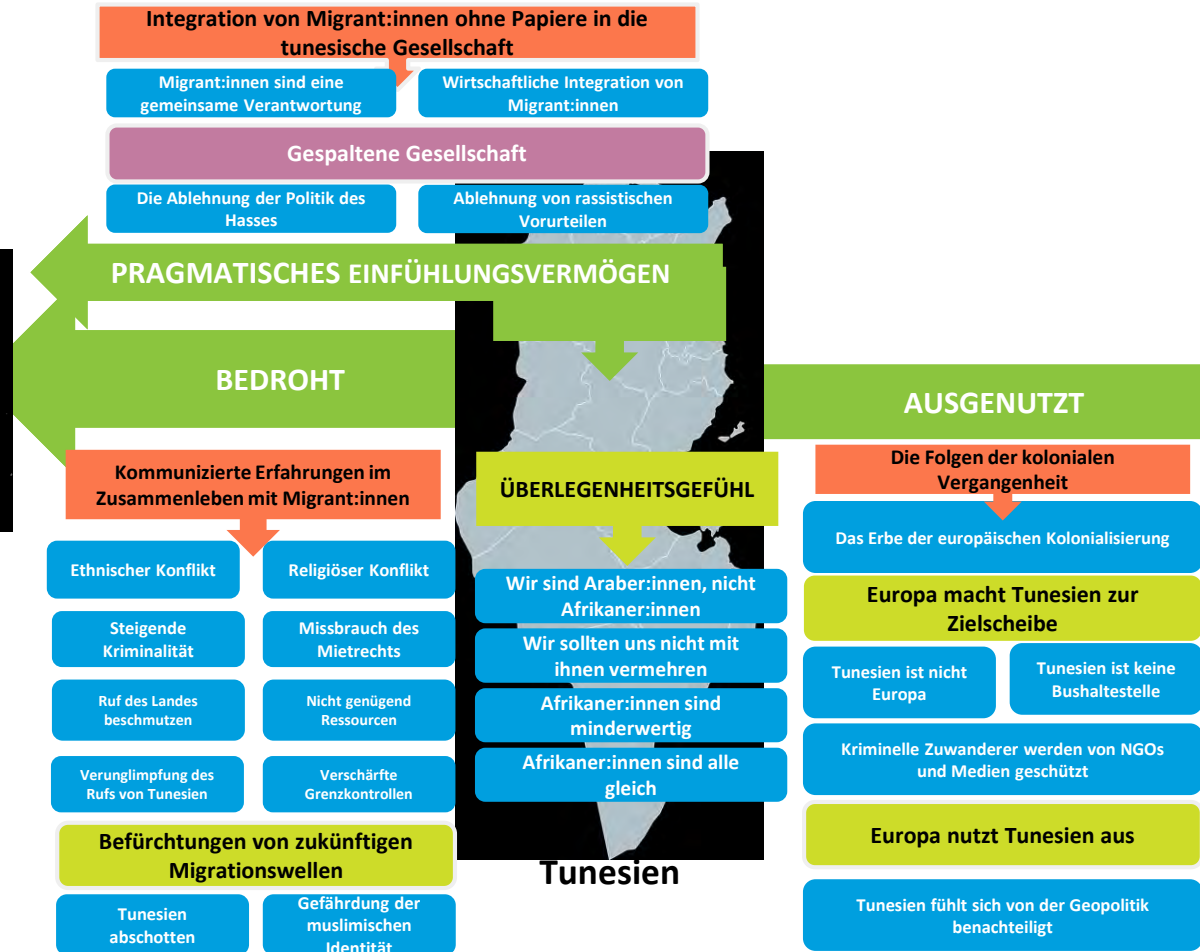 Integration von Migrant:innen ohne Papiere in die
tunesische Gesellschaft
Migrant:innen sind eine
gemeinsame Verantwortung
Wirtschaftliche Integration von
Migrant:innen
Gespaltene Gesellschaft
Die Ablehnung der Politik des
Hasses
Ablehnung von rassistischen
Vorurteilen
PRAGMATISCHES EINFÜHLUNGSVERMÖGEN
BEDROHT
Kommunizierte Erfahrungen im
Zusammenleben mit Migrant:innen
Ethnischer Konflikt
Religiöser Konflikt
Steigende
Kriminalität
Missbrauch des
Mietrechts
Ruf des Landes
beschmutzen
Nicht genügend
Ressourcen
Verunglimpfung des
Rufs von Tunesien
Verschärfte
Grenzkontrollen
Befürchtungen von zukünftigen
Migrationswellen
Tunesien
abschotten
Gefährdung der
muslimischen
Identität
ÜBERLEGENHEITSGEFÜHL
Wir sind Araber:innen, nicht
Afrikaner:innen
Wir sollten uns nicht mit
ihnen vermehren
Afrikaner:innen sind
minderwertig
Afrikaner:innen sind alle
gleich
Tunesien
AUSGENUTZT
Die Folgen der kolonialen
Vergangenheit
Das Erbe der europäischen Kolonialisierung
Europa macht Tunesien zur
Zielscheibe
Tunesien ist nicht
Europa
Tunesien ist keine
Bushaltestelle
Kriminelle Zuwanderer werden von NGOs
und Medien geschützt
Europa nutzt Tunesien aus
Tunesien fühlt sich von der Geopolitik
benachteiligt